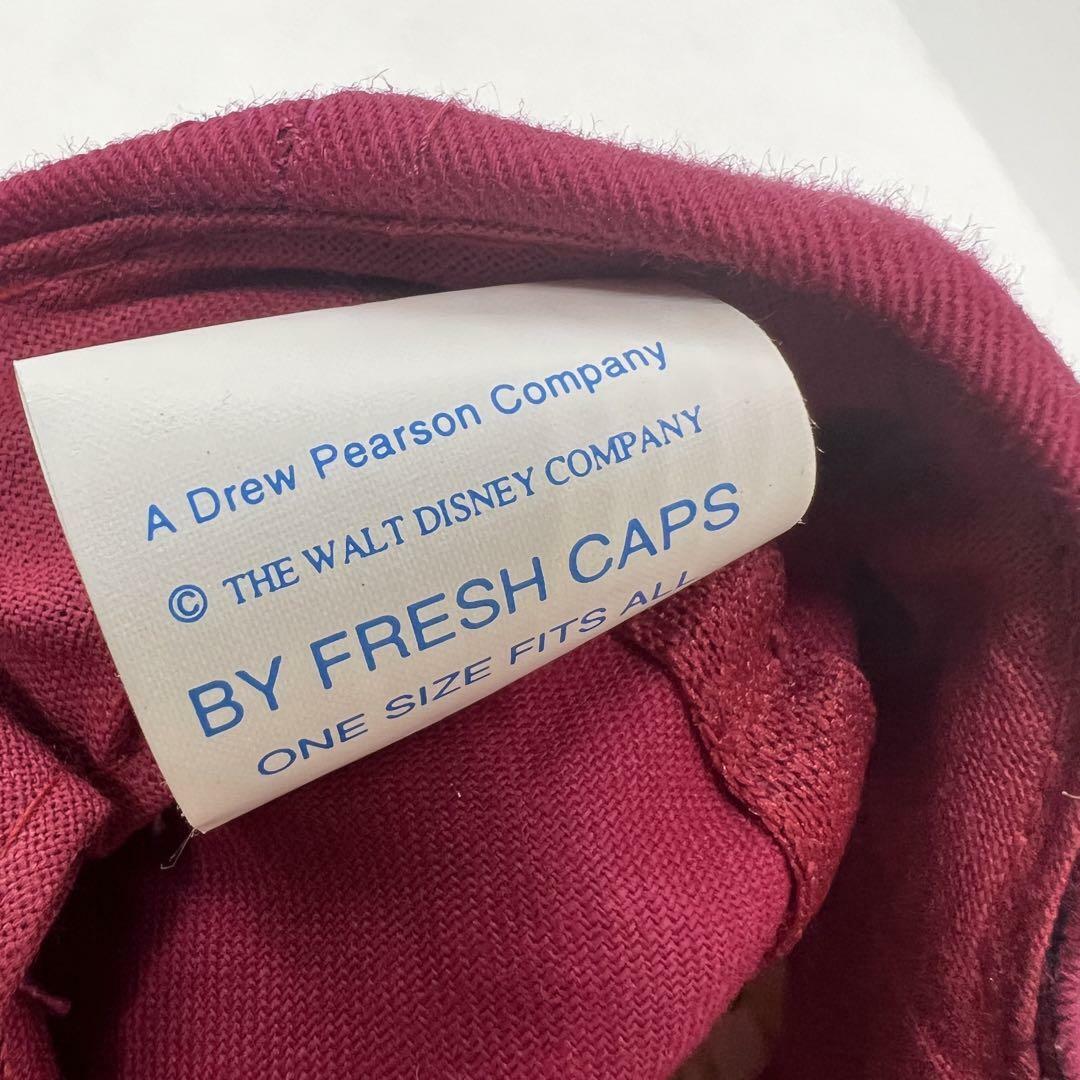 A Drew Pearson Company
© THE WALT DISNEY COMPANY
BY FRESH CAPS
ONE SIZE FITS ALL